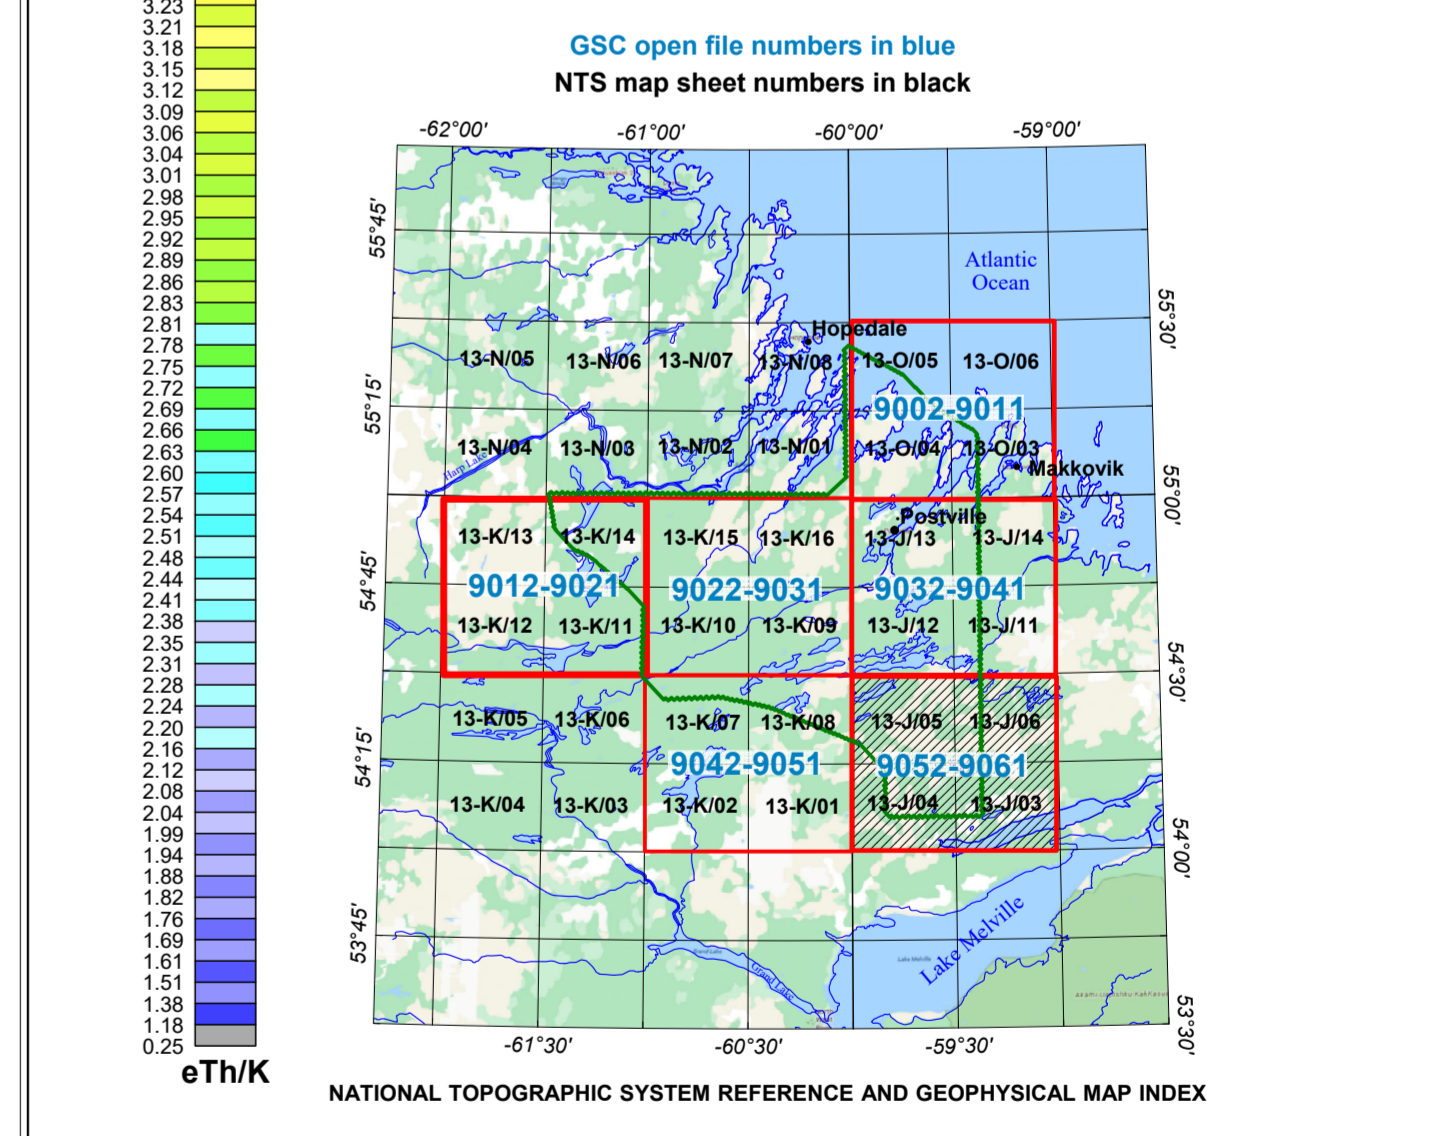 3.23
3.21
3.18
3.15
3.12
3.09
3.06
3.04
3.01
2.98
2.95
2.92
2.89
2.86
2.83
2.81
2.78
2.75
2.72
2.69
2.66
2.63
2.60
2.57
2.54
2.51
2.48
2.44
2.41
2.38
2.35
2.31
2.28
2.24
2.20
2.16
2.12
2.08
2.04
1.99
1.94
1.88
1.82
1.76
1.69
1.61
1.51
1.38
1.18
0.25
eTh/K
GSC open file numbers in blue
NTS map sheet numbers in black
-62°00' -61°00' -60°00' -59°00'
55°45'
Atlantic
Ocean
55°30'
Hopedale
13-N/05 13-N/06 13-N/07 13-N/08 13-O/05 13-O/06
55°15'
9002-9011
13-N/04 13-N/03 13-N/02 13-N/01 13-O/04 13-O/03
Harp Lake
Makkovik
55°00'
Postville
13-K/13 13-K/14 13-K/15 13-K/16 13-J/13 13-J/14
54°45'
9012-9021 9022-9031 9032-9041
13-K/12 13-K/11 13-K/10 13-K/09 13-J/12 13-J/11
54°30'
13-K/05 13-K/06 13-K/07 13-K/08 13-J/05 13-J/06
54°15'
9042-9051 9052-9061
13-K/04 13-K/03 13-K/02 13-K/01 13-J/04 13-J/03
54°00'
53°45'
Lake Melville
Lake Melville
Grand Lake
Grand Lake
53°30'
-61°30' -60°30' -59°30'
NATIONAL TOPOGRAPHIC SYSTEM REFERENCE AND GEOPHYSICAL MAP INDEX